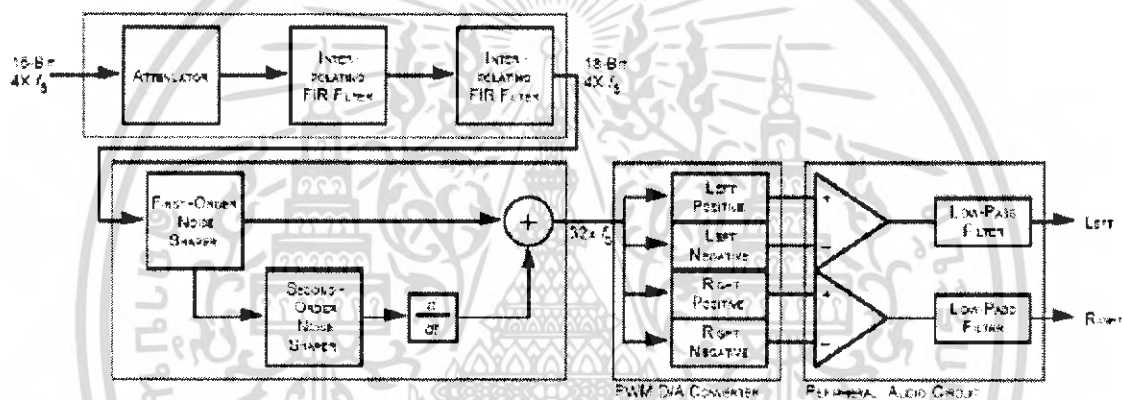 16-BIT
4X fs
ATTENUATOR
INTER-
POLATING
FIR FILTER
INTER-
POLATING
FIR FILTER
18-BIT
4X fs
FIRST-ORDER
NOISE
SHAPER
SECOND-
ORDER
NOISE
SHAPER
d
dt
+
32X fs
LEFT
POSITIVE
LEFT
NEGATIVE
RIGHT
POSITIVE
RIGHT
NEGATIVE
PWM D/A CONVERTER
+
−
+
−
LOW-PASS
FILTER
LEFT
LOW-PASS
FILTER
RIGHT
PERIPHERAL AUDIO CIRCUIT